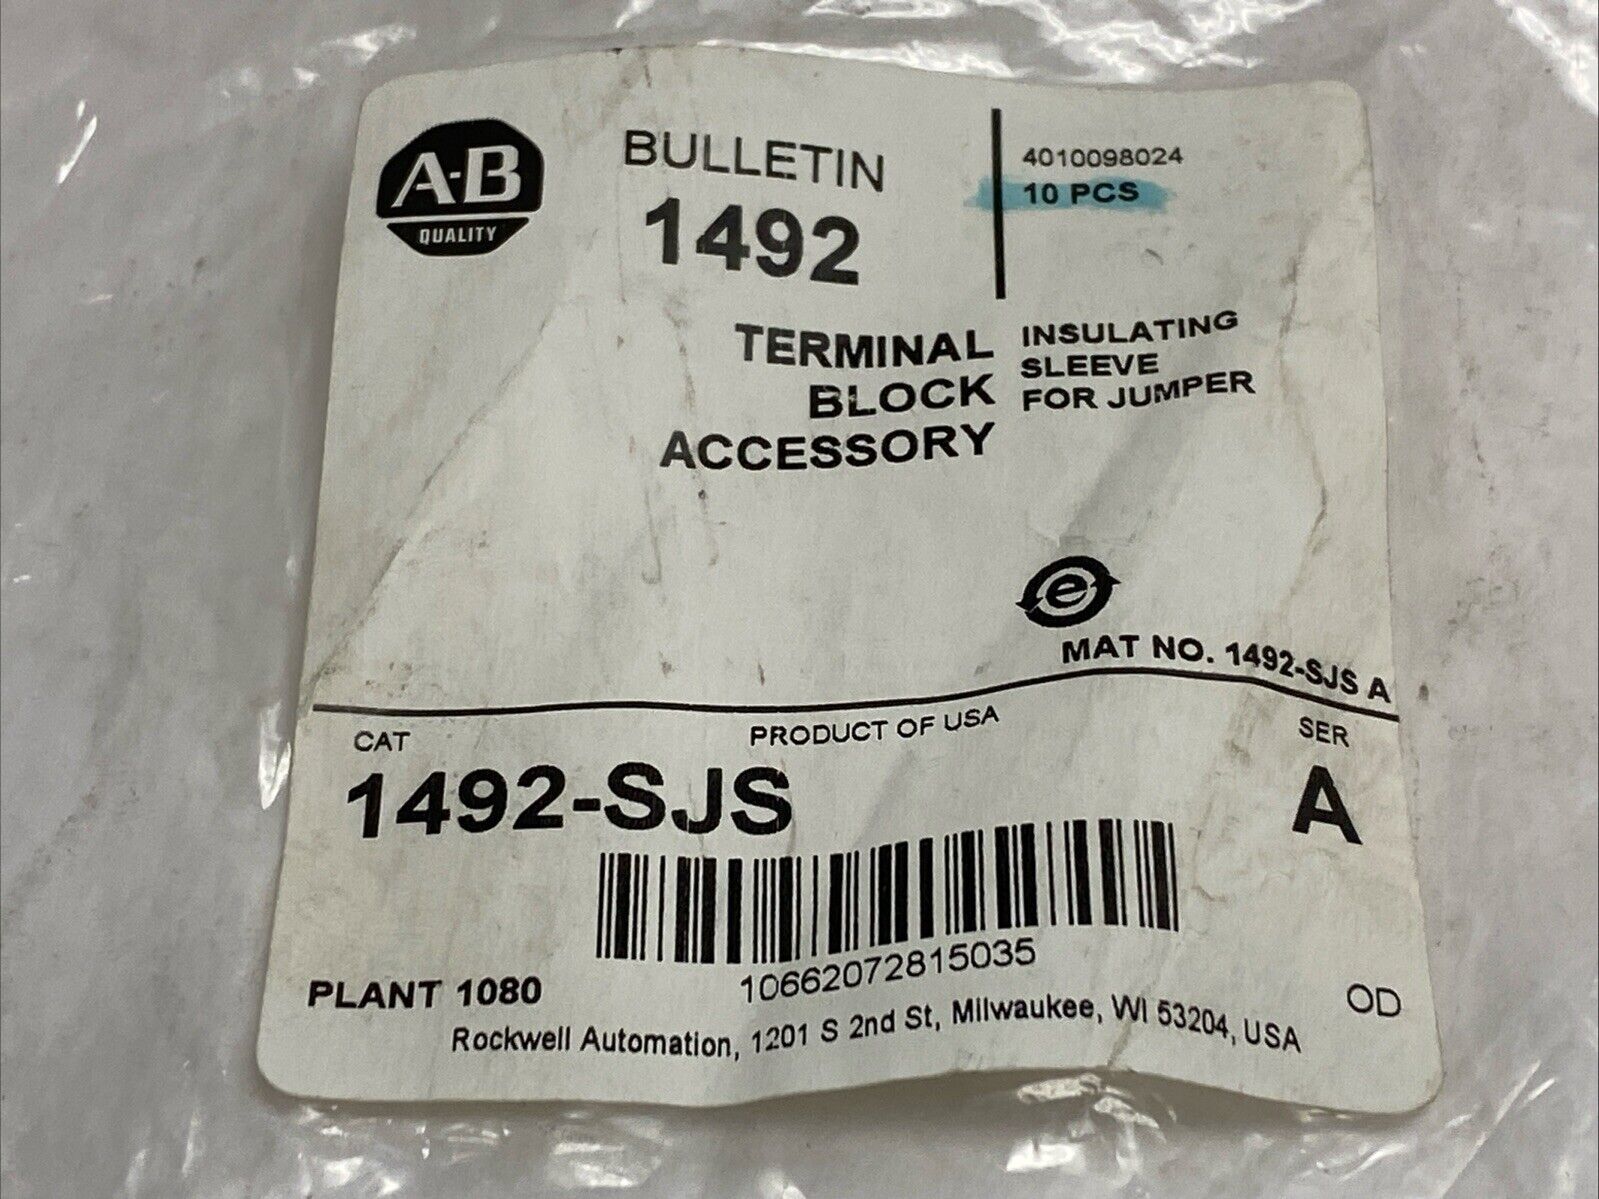 A-B
QUALITY
BULLETIN
1492
4010098024
10 PCS
TERMINAL
BLOCK
ACCESSORY
INSULATING
SLEEVE
FOR JUMPER
e
MAT NO. 1492-SJS A
CAT
PRODUCT OF USA
SER
1492-SJS
A
10662072815035
PLANT 1080
OD
Rockwell Automation, 1201 S 2nd St, Milwaukee, WI 53204, USA